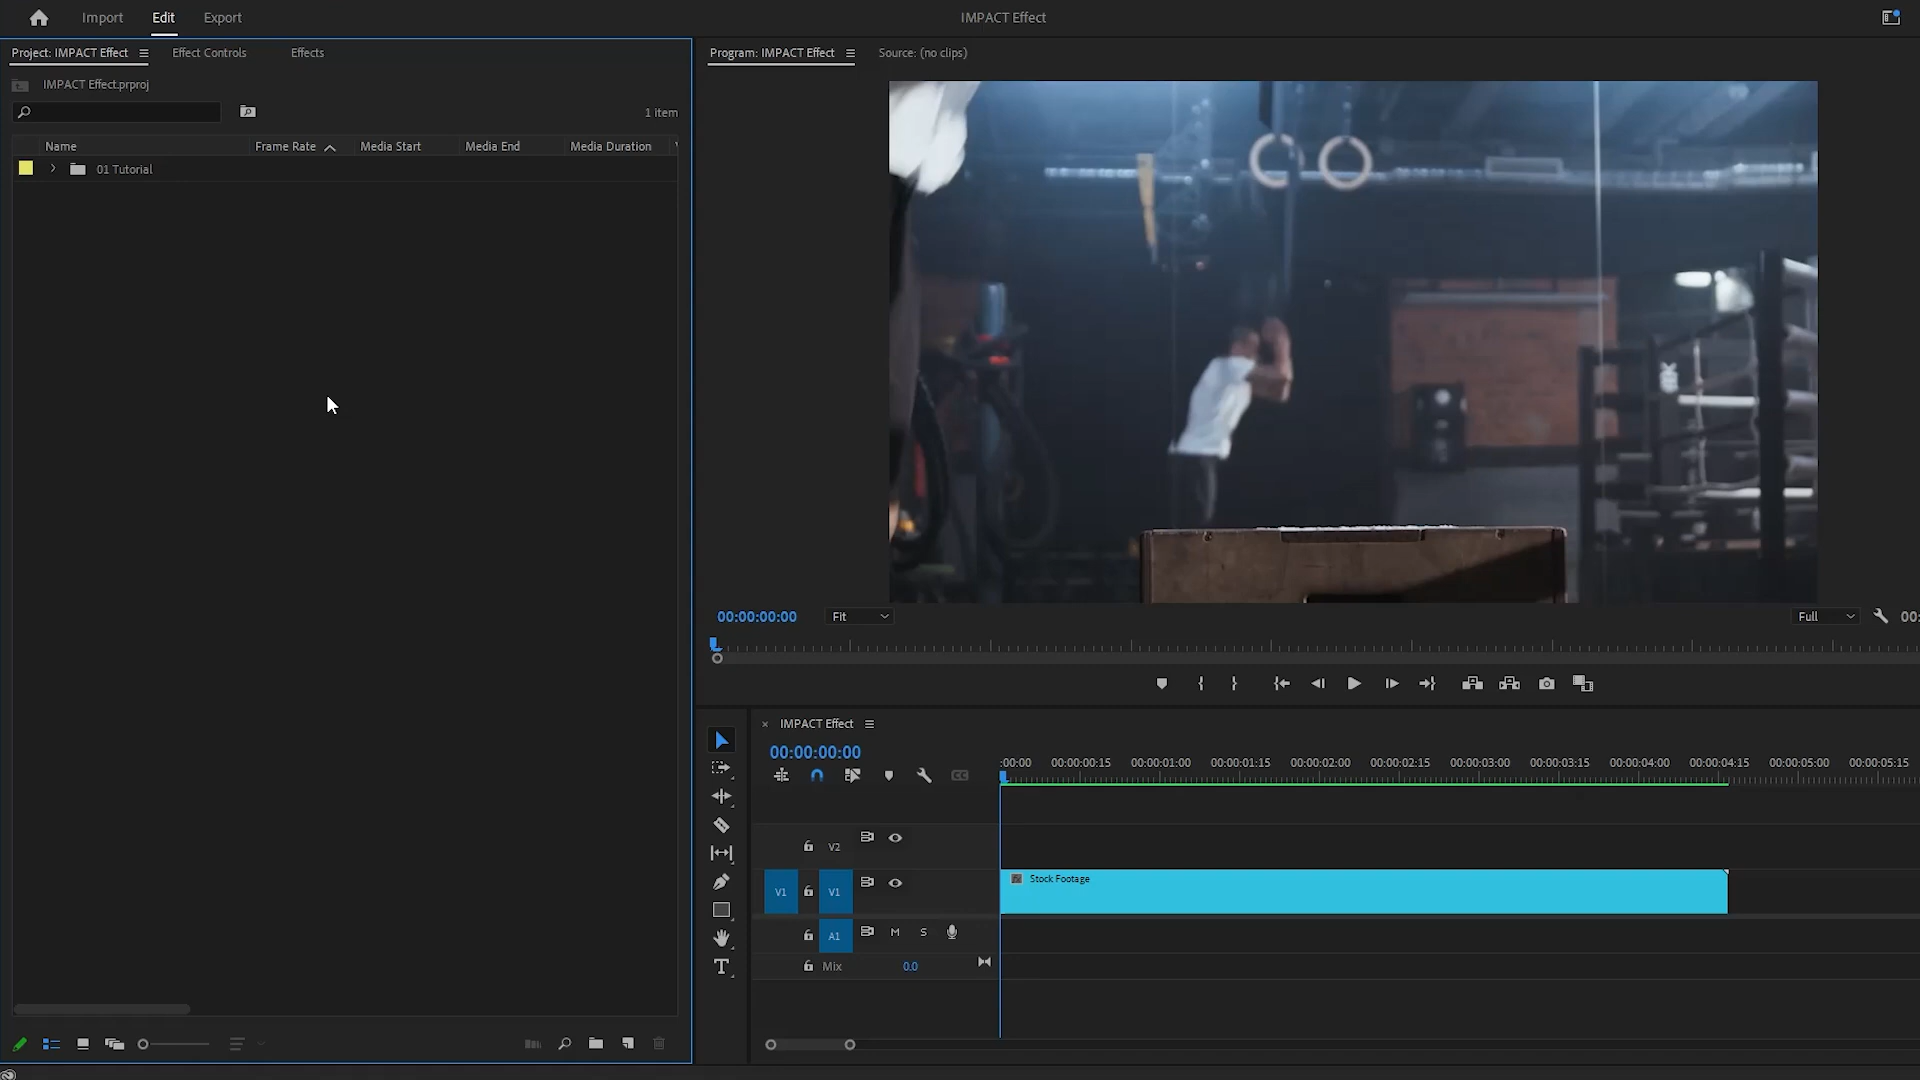 Import Edit Export IMPACT Effect
Project: IMPACT Effect Effect Controls Effects
Program: IMPACT Effect Source: (no clips)
IMPACT Effect.prproj
1 Item
Name Frame Rate Media Start Media End Media Duration
01 Tutorial
00:00:00:00 Fit Full 00:
IMPACT Effect
00:00:00:00
:00:00 00:00:00:15 00:00:01:00 00:00:01:15 00:00:02:00 00:00:02:15 00:00:03:00 00:00:03:15 00:00:04:00 00:00:04:15 00:00:05:00 00:00:05:15
V2
V1 V1 Stock Footage
A1 M S
Mix 0.0